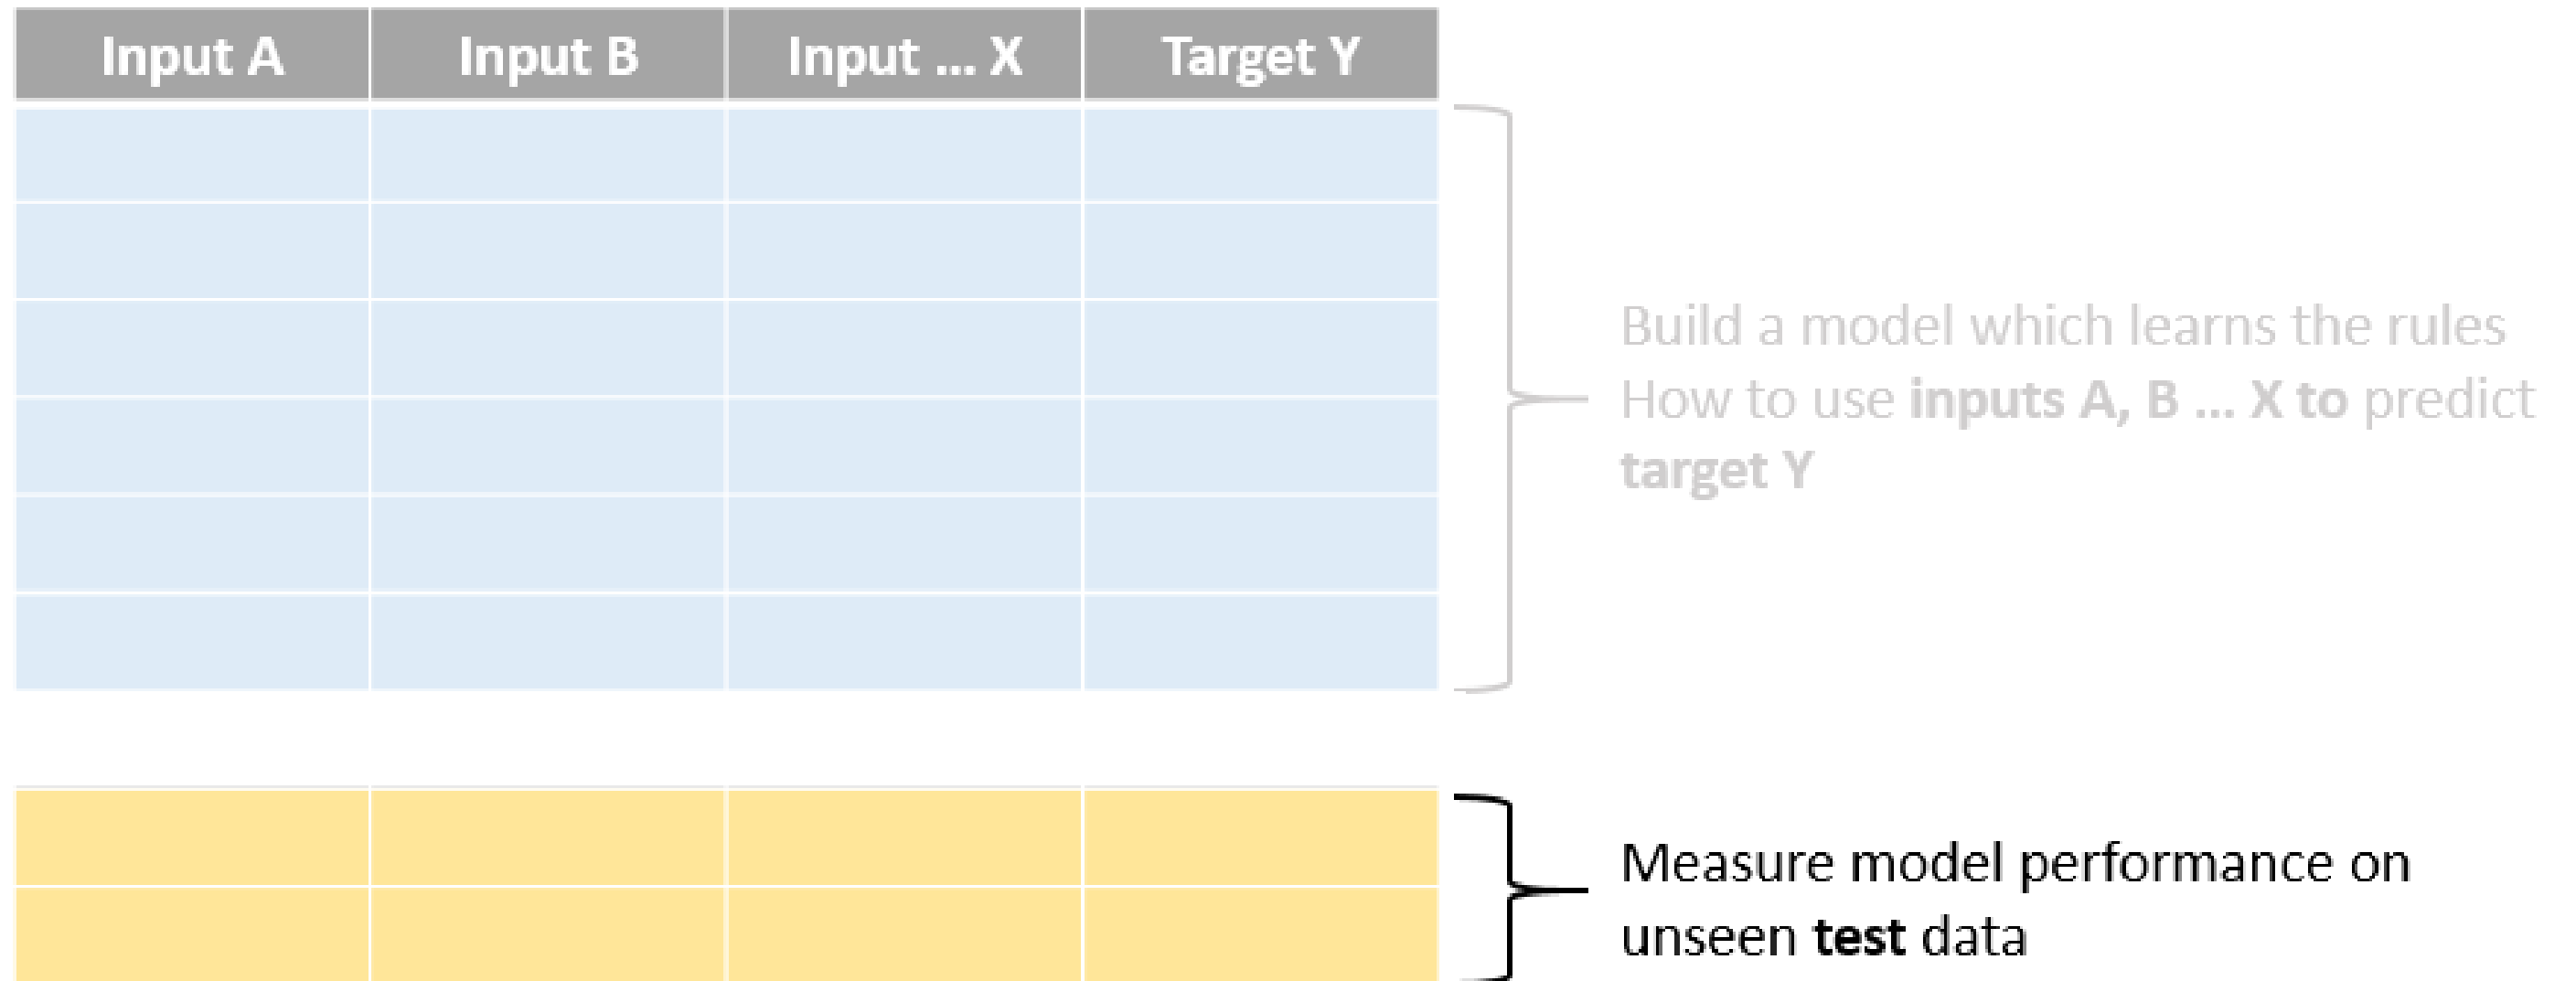 Input A Input B Input ... X Target Y
Build a model which learns the rules
How to use inputs A, B ... X to predict
target Y
Measure model performance on
unseen test data